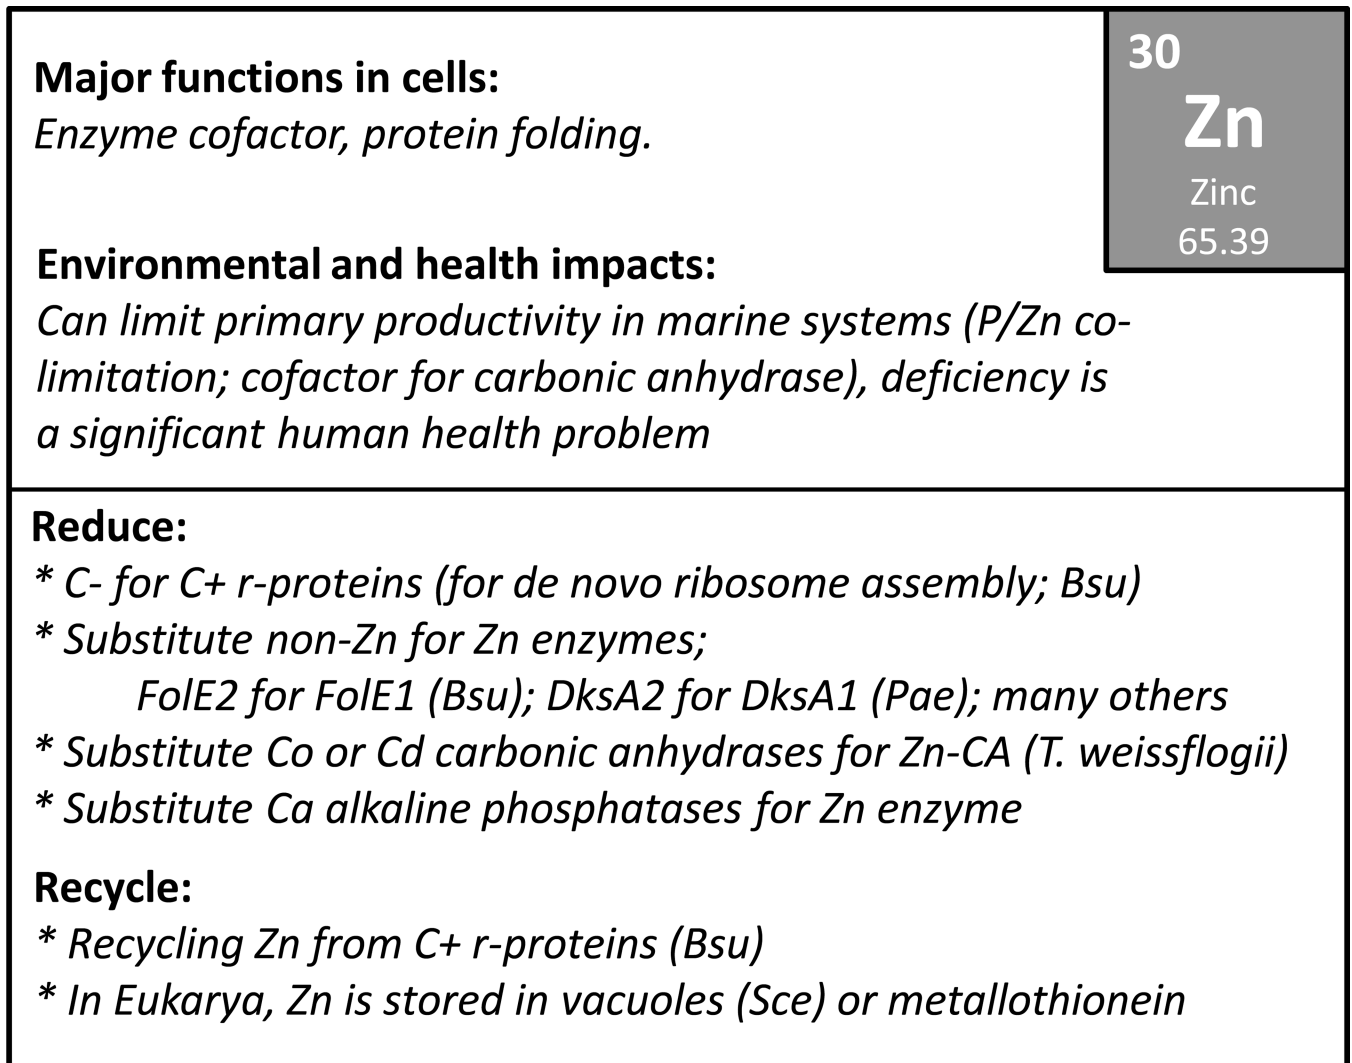 30
Zn
Zinc
65.39
Major functions in cells:
Enzyme cofactor, protein folding.
Environmental and health impacts:
Can limit primary productivity in marine systems (P/Zn co-
limitation; cofactor for carbonic anhydrase), deficiency is
a significant human health problem
Reduce:
* C- for C+ r-proteins (for de novo ribosome assembly; Bsu)
* Substitute non-Zn for Zn enzymes;
FolE2 for FolE1 (Bsu); DksA2 for DksA1 (Pae); many others
* Substitute Co or Cd carbonic anhydrases for Zn-CA (T. weissflogii)
* Substitute Ca alkaline phosphatases for Zn enzyme
Recycle:
* Recycling Zn from C+ r-proteins (Bsu)
* In Eukarya, Zn is stored in vacuoles (Sce) or metallothionein